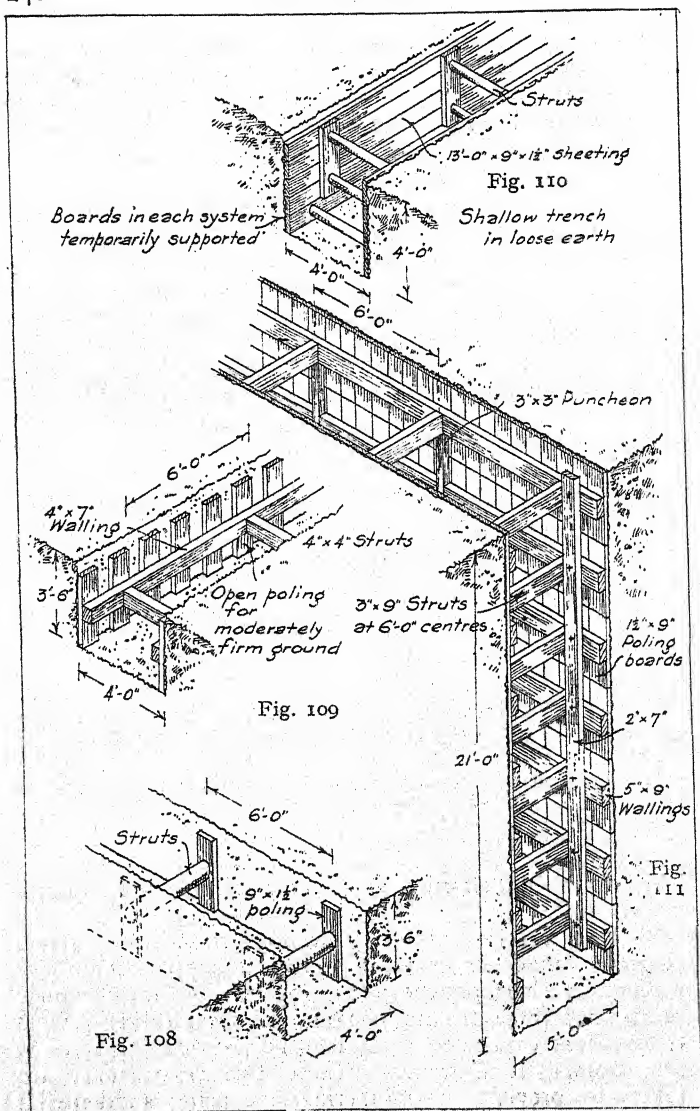 Struts
13'-0" × 9" × 1½" sheeting
Fig. 110
Boards in each system
temporarily supported
Shallow trench
in loose earth
4'-0"
4'-0"
6'-0"
3"×3" Puncheon
6'-0"
4"×7"
Walling
4"×4" Struts
3'-6"
Open poling
for
moderately
firm ground
3"×9" Struts
at 6'-0" centres
1½"×9"
Poling
boards
4'-0"
Fig. 109
2"×7"
21'-0"
5"×9"
Wallings
6'-0"
Struts
9"×1½"
poling
Fig.
111
3'-6"
Fig. 108
4'-0"
5'-0"